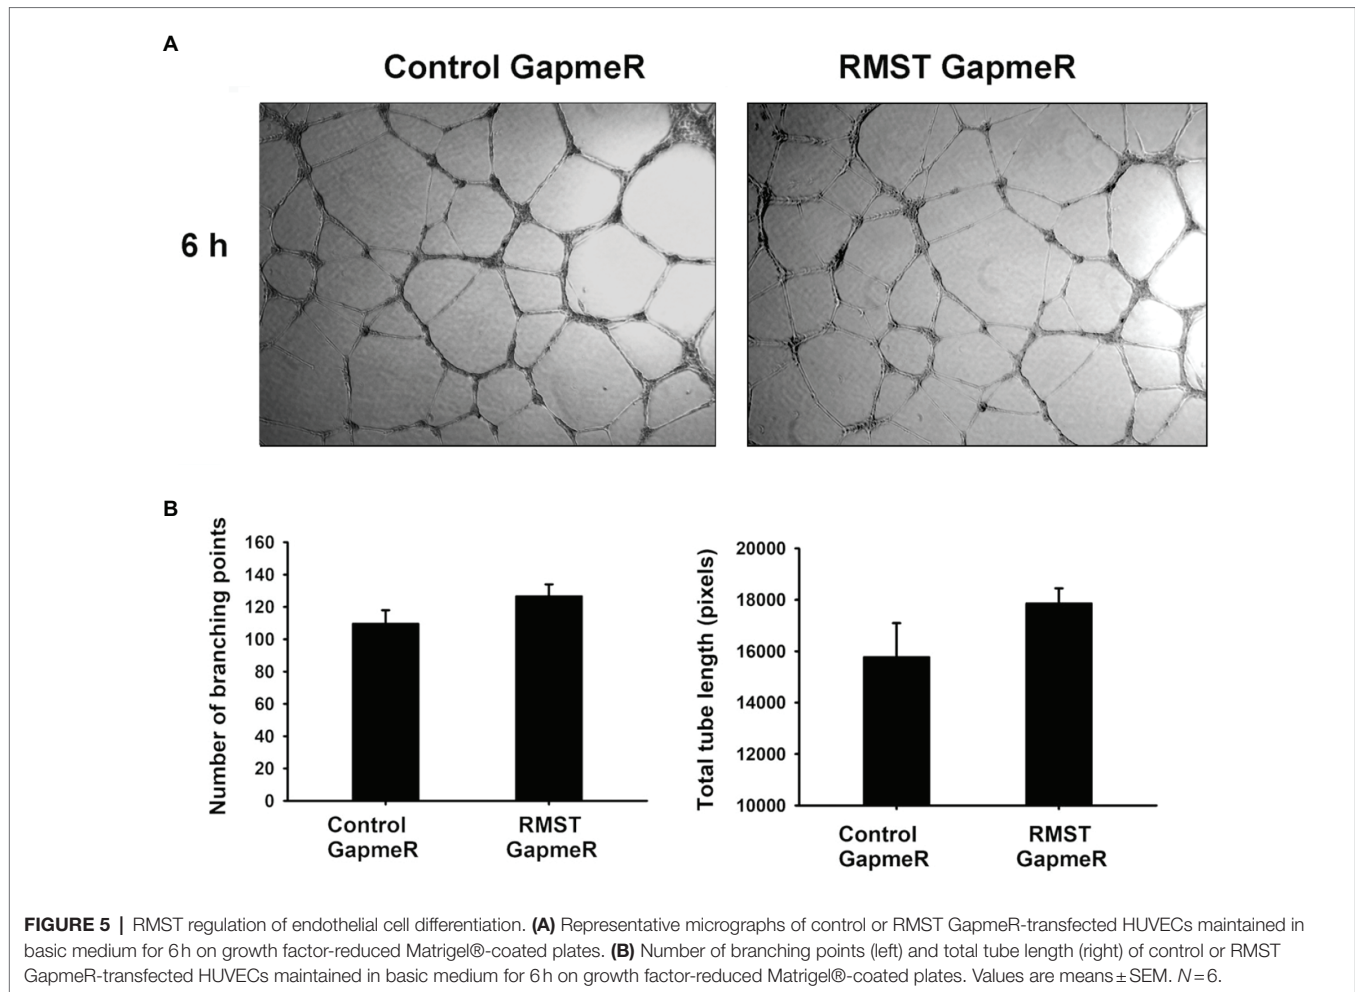 A
Control GapmeR
RMST GapmeR
6 h
B
Number of branching points
160
140
120
100
80
60
40
20
0
Control
GapmeR
RMST
GapmeR
Total tube length (pixels)
20000
18000
16000
14000
12000
10000
Control
GapmeR
RMST
GapmeR
FIGURE 5 | RMST regulation of endothelial cell differentiation. (A) Representative micrographs of control or RMST GapmeR-transfected HUVECs maintained in
basic medium for 6 h on growth factor-reduced Matrigel®-coated plates. (B) Number of branching points (left) and total tube length (right) of control or RMST
GapmeR-transfected HUVECs maintained in basic medium for 6 h on growth factor-reduced Matrigel®-coated plates. Values are means ± SEM. N = 6.